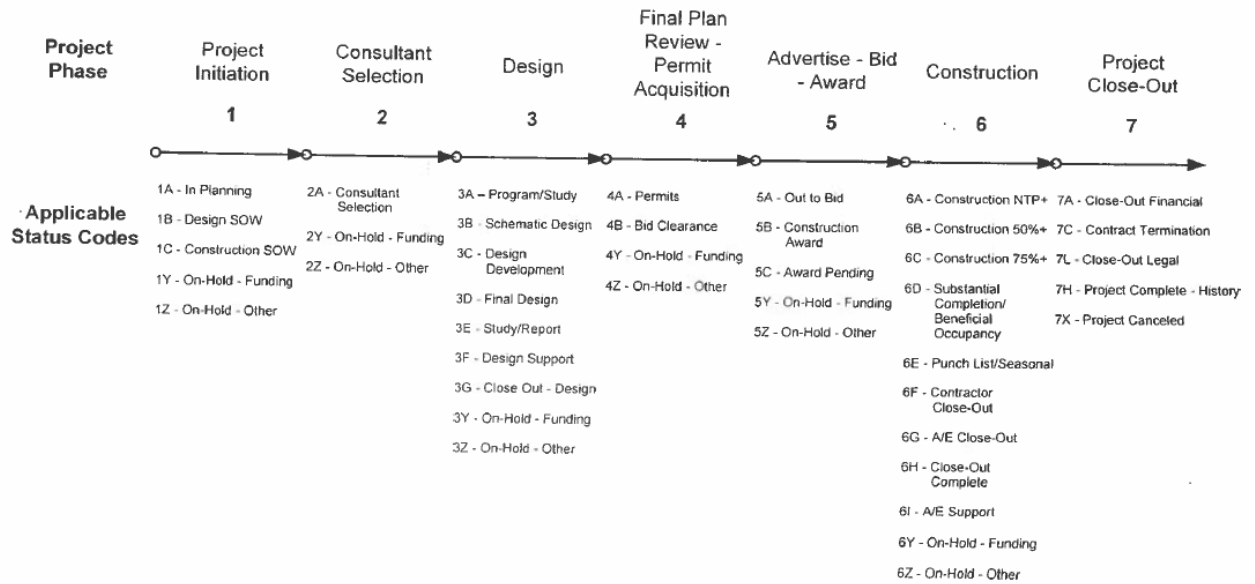 Project
Phase
Project
Initiation
1
Consultant
Selection
2
Design
3
Final Plan
Review -
Permit
Acquisition
4
Advertise - Bid
- Award
5
Construction
6
Project
Close-Out
7
Applicable
Status Codes
1A - In Planning
1B - Design SOW
1C - Construction SOW
1Y - On-Hold - Funding
1Z - On-Hold - Other
2A - Consultant
Selection
2Y - On-Hold - Funding
2Z - On-Hold - Other
3A – Program/Study
3B - Schematic Design
3C - Design
Development
3D - Final Design
3E - Study/Report
3F - Design Support
3G - Close Out - Design
3Y - On-Hold - Funding
3Z - On-Hold - Other
4A - Permits
4B - Bid Clearance
4Y - On-Hold - Funding
4Z - On-Hold - Other
5A - Out to Bid
5B - Construction
Award
5C - Award Pending
5Y - On-Hold - Funding
5Z - On-Hold - Other
6A - Construction NTP+
6B - Construction 50%+
6C - Construction 75%+
6D - Substantial
Completion/
Beneficial
Occupancy
6E - Punch List/Seasonal
6F - Contractor
Close-Out
6G - A/E Close-Out
6H - Close-Out
Complete
6I - A/E Support
6Y - On-Hold - Funding
6Z - On-Hold - Other
7A - Close-Out Financial
7C - Contract Termination
7L - Close-Out Legal
7H - Project Complete - History
7X - Project Canceled